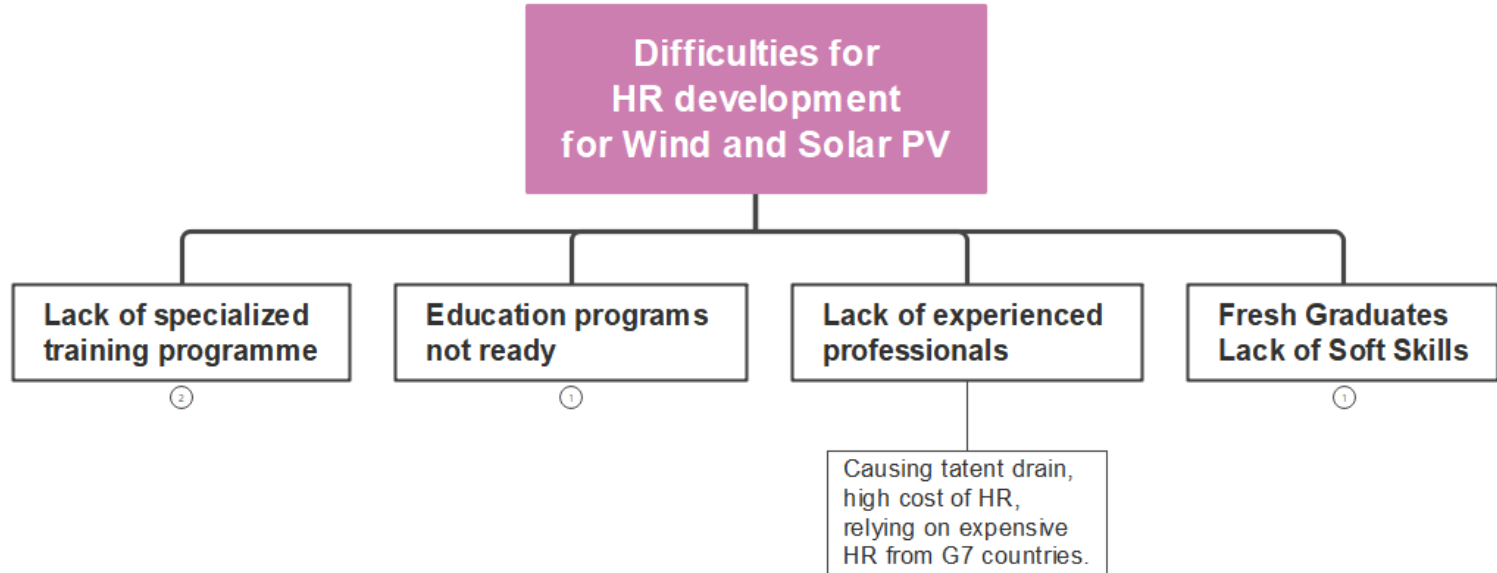 Difficulties for
HR development
for Wind and Solar PV
Lack of specialized
training programme
2
Education programs
not ready
1
Lack of experienced
professionals
Causing tatent drain,
high cost of HR,
relying on expensive
HR from G7 countries.
Fresh Graduates
Lack of Soft Skills
1